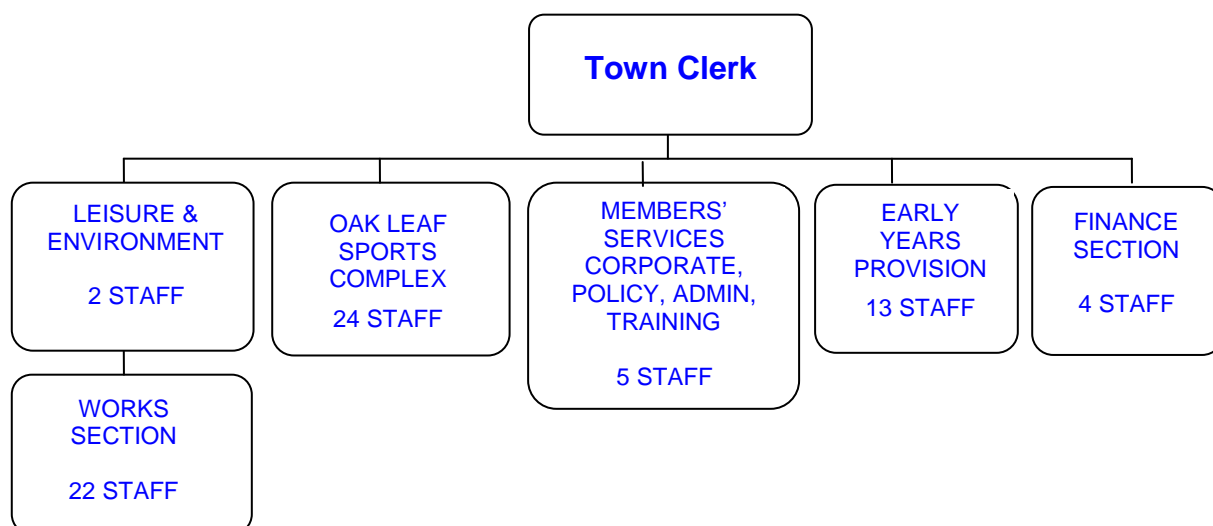 Town Clerk
LEISURE &
ENVIRONMENT
2 STAFF
OAK LEAF
SPORTS
COMPLEX
24 STAFF
MEMBERS’
SERVICES
CORPORATE,
POLICY, ADMIN,
TRAINING
5 STAFF
EARLY
YEARS
PROVISION
13 STAFF
FINANCE
SECTION
4 STAFF
WORKS
SECTION
22 STAFF